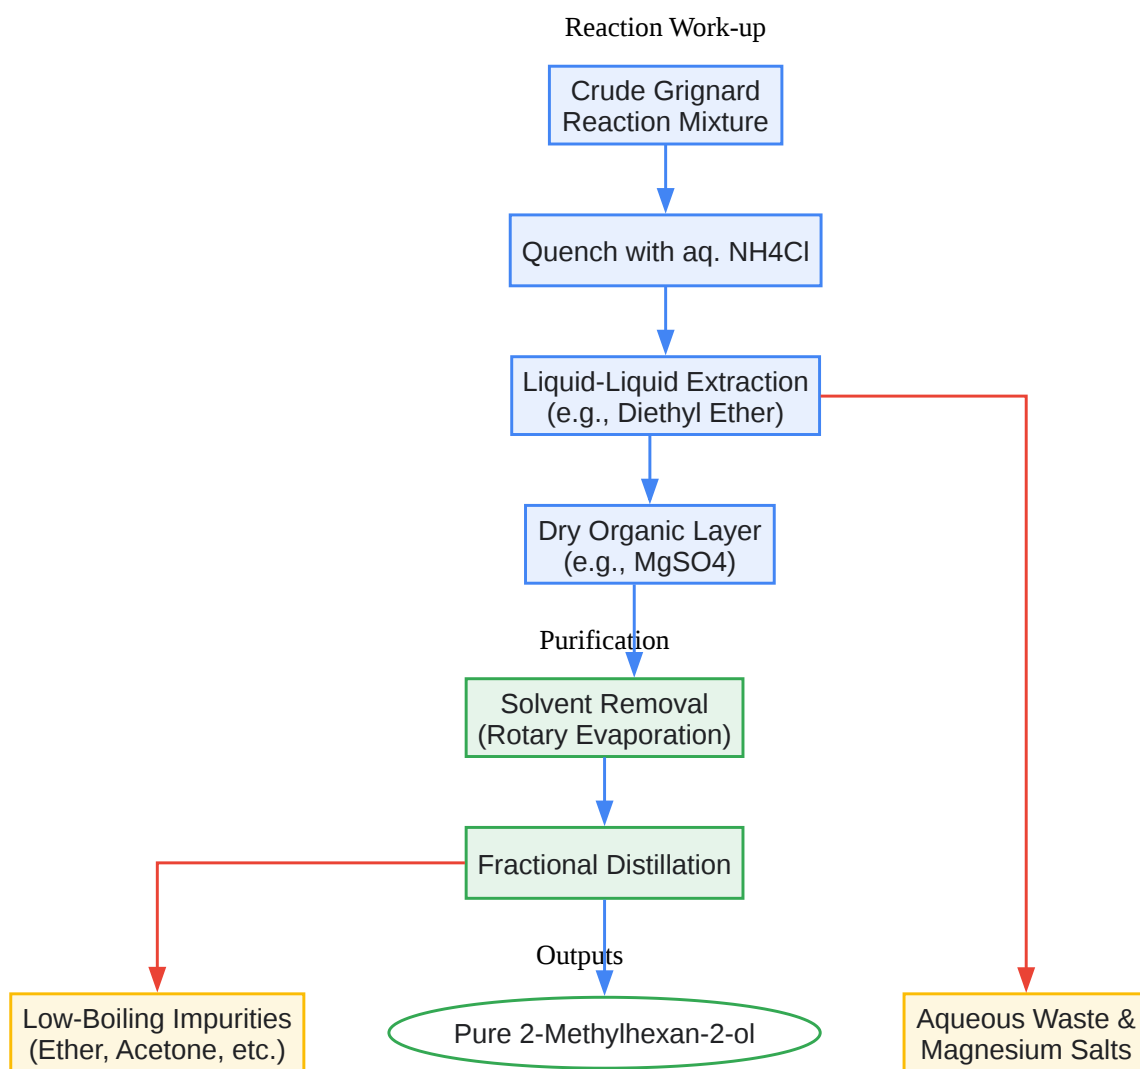 Reaction Work-up
Crude Grignard
Reaction Mixture
Quench with aq. NH4Cl
Liquid-Liquid Extraction
(e.g., Diethyl Ether)
Dry Organic Layer
(e.g., MgSO4)
Purification
Solvent Removal
(Rotary Evaporation)
Fractional Distillation
Outputs
Low-Boiling Impurities
(Ether, Acetone, etc.)
Pure 2-Methylhexan-2-ol
Aqueous Waste &
Magnesium Salts